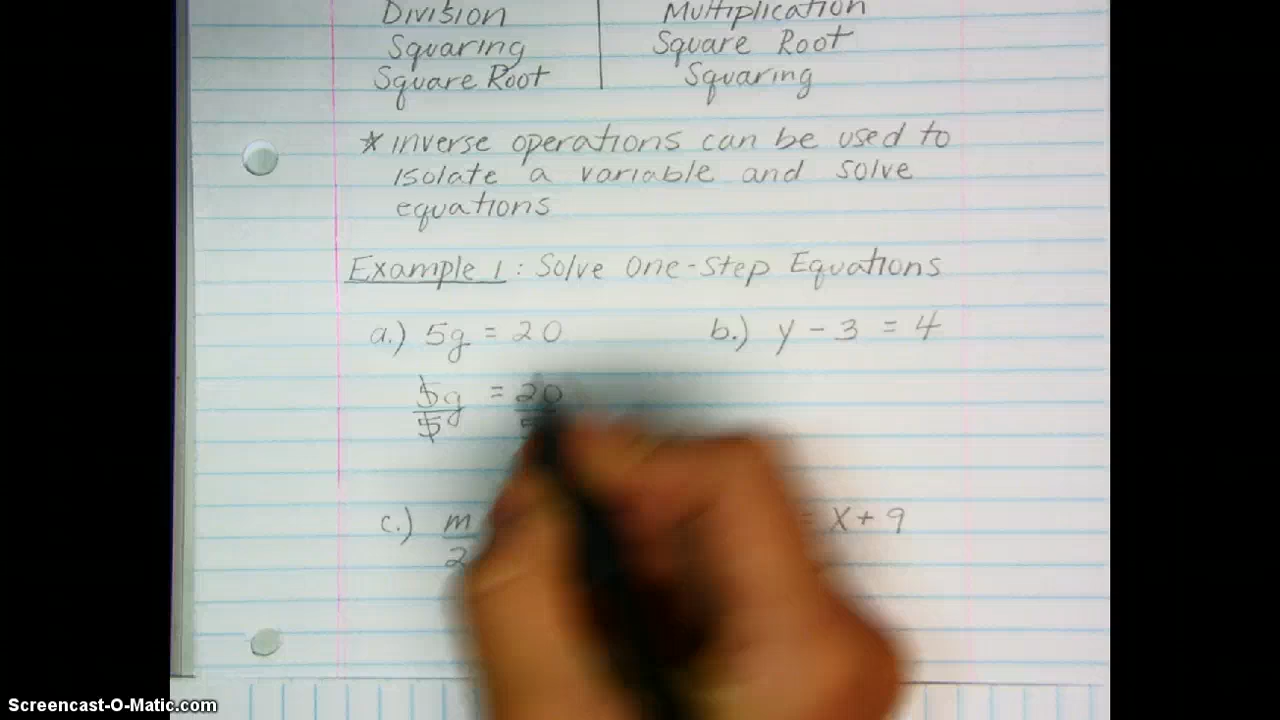 Division Multiplication
Squaring Square Root
Square Root Squaring
* inverse operations can be used to
isolate a variable and solve
equations
Example 1: Solve One-Step Equations
a.) 5g = 20 b.) y - 3 = 4
5g = 20
5
c.) m = x + 9
2
Screencast-O-Matic.com